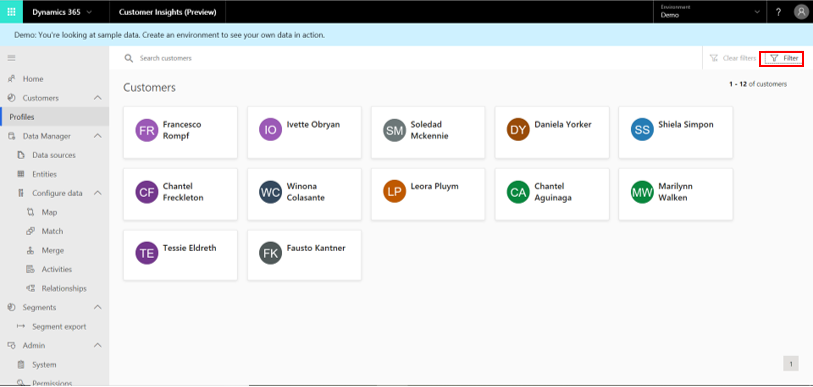 Dynamics 365
Customer Insights (Preview)
Environment
Demo
?
Demo: You're looking at sample data. Create an environment to see your own data in action.
Search customers
Clear filters
Filter
Home
Customers
Profiles
Data Manager
Data sources
Entities
Configure data
Map
Match
Merge
Activities
Relationships
Segments
Segment export
Admin
System
Permissions
Customers
1 - 12 of customers
FR
Francesco
Rompf
IO
Ivette Obryan
SM
Soledad
Mckennie
DY
Daniela Yorker
SS
Shiela Simpon
CF
Chantel
Freckleton
WC
Winona
Colasante
LP
Leora Pluym
CA
Chantel
Aguinaga
MW
Marilynn
Walken
TE
Tessie Eldreth
FK
Fausto Kantner
1